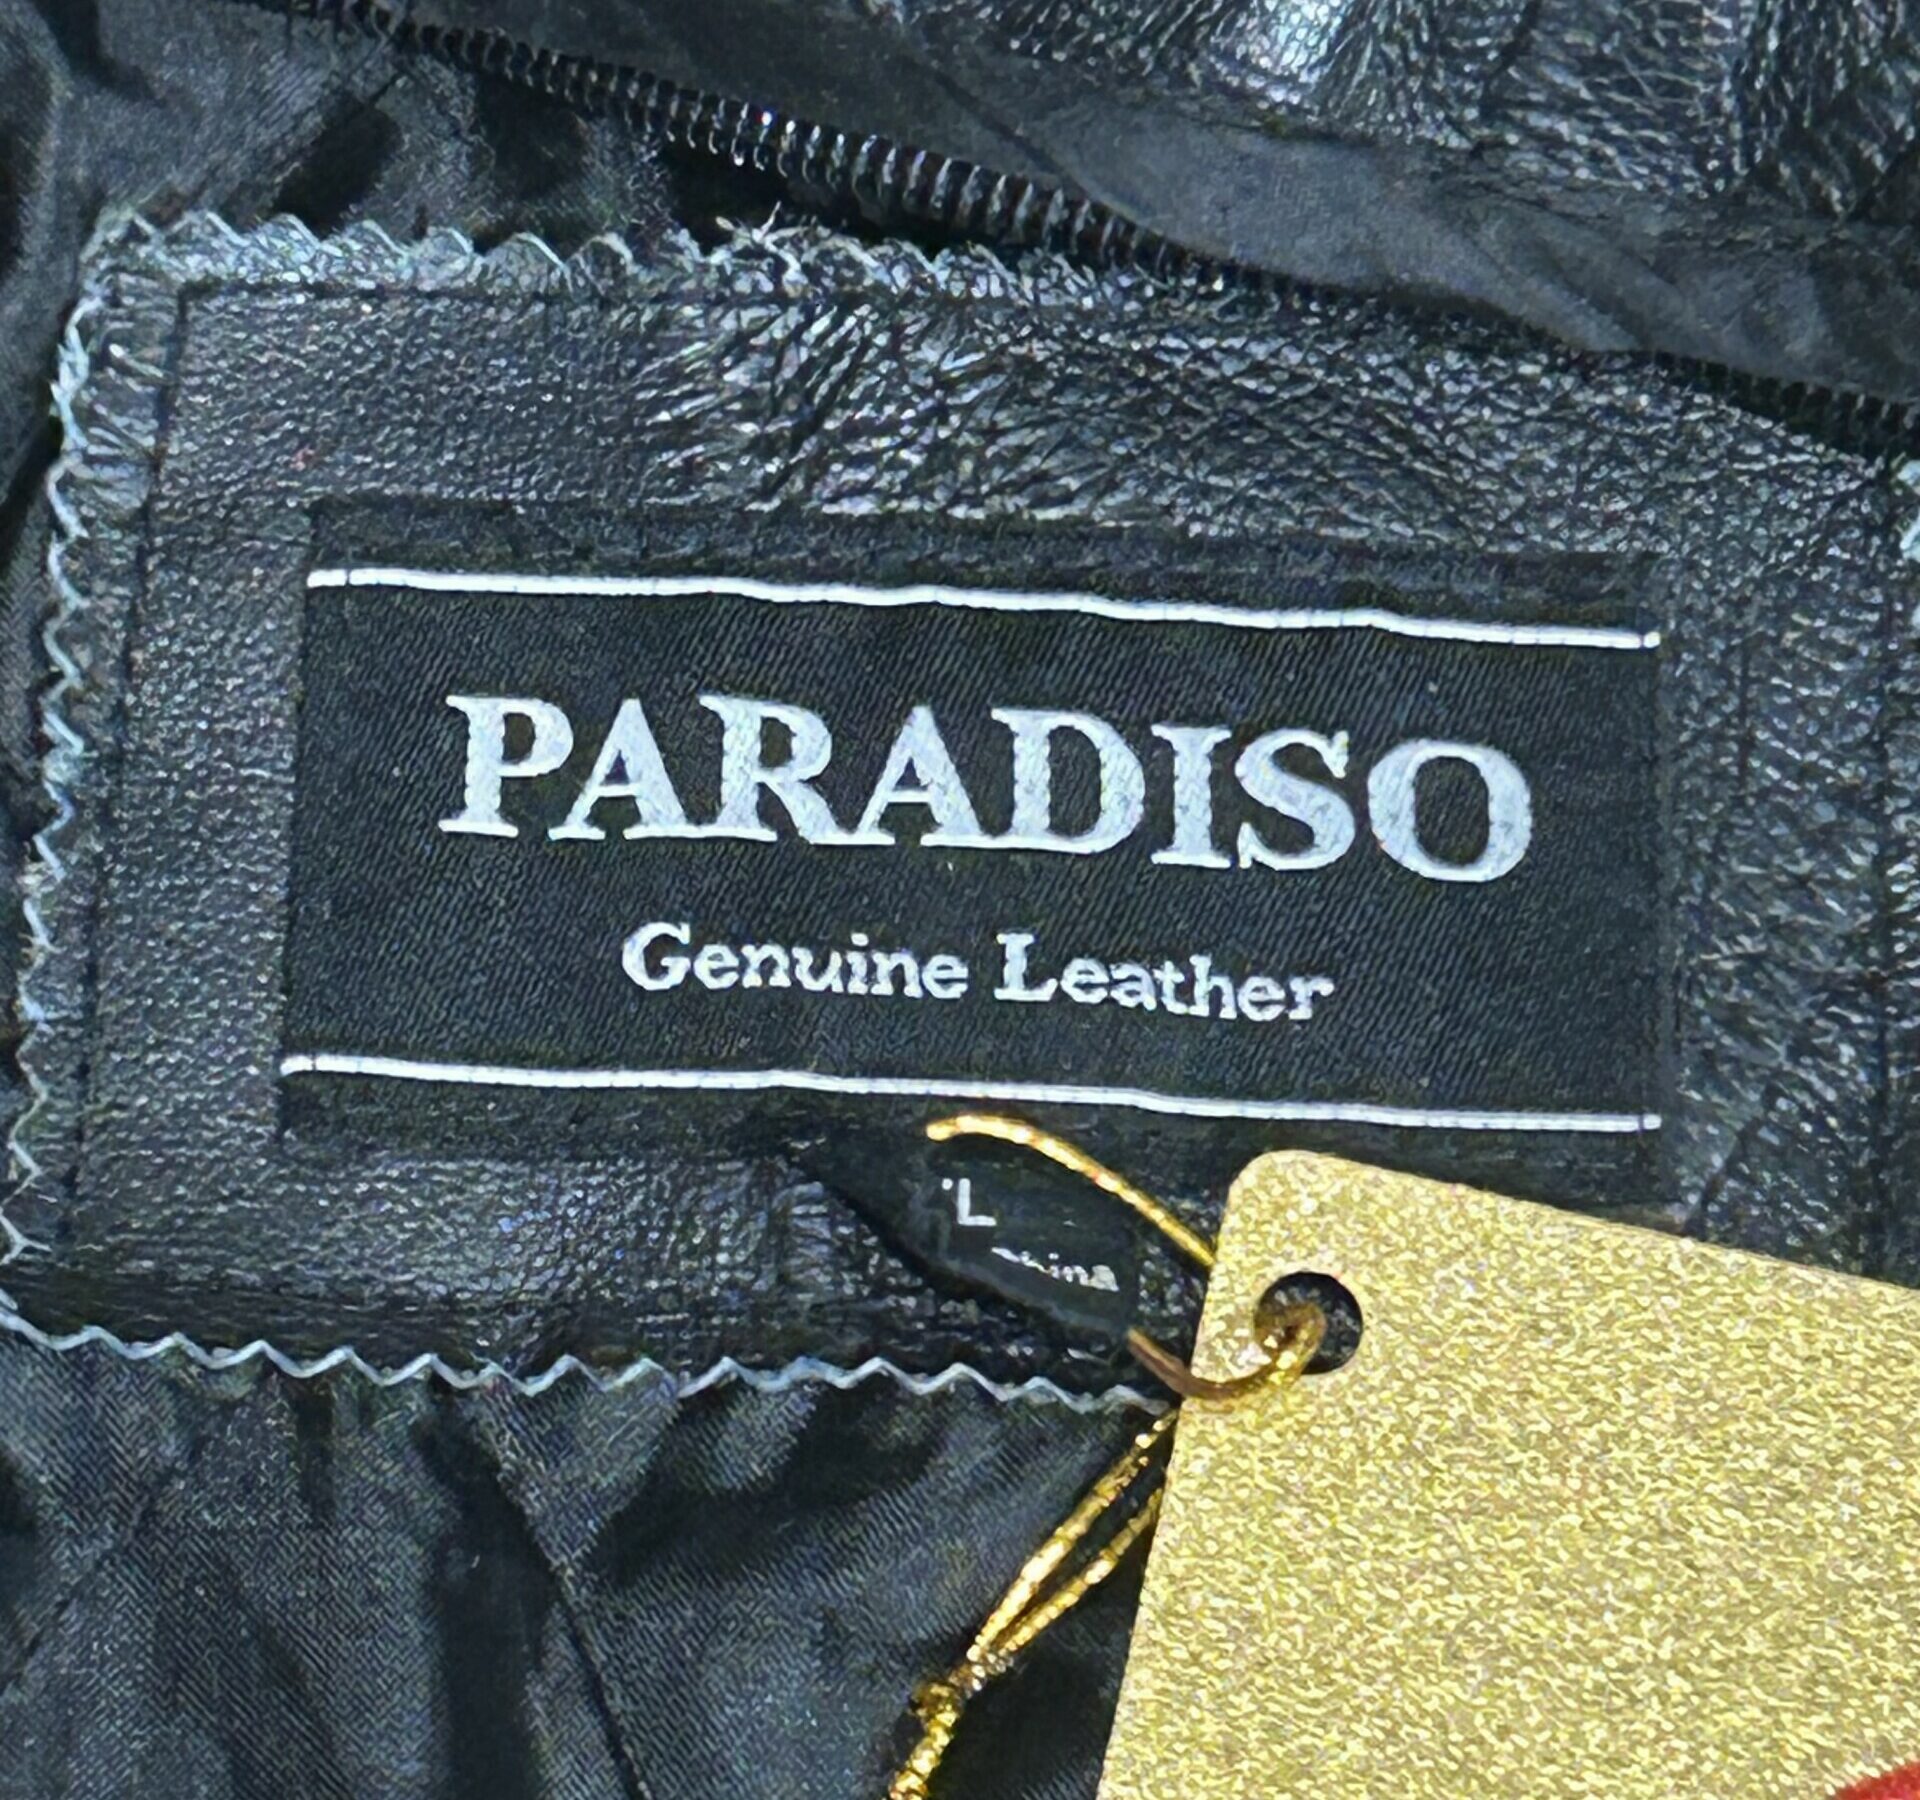 PARADISO
Genuine Leather
L